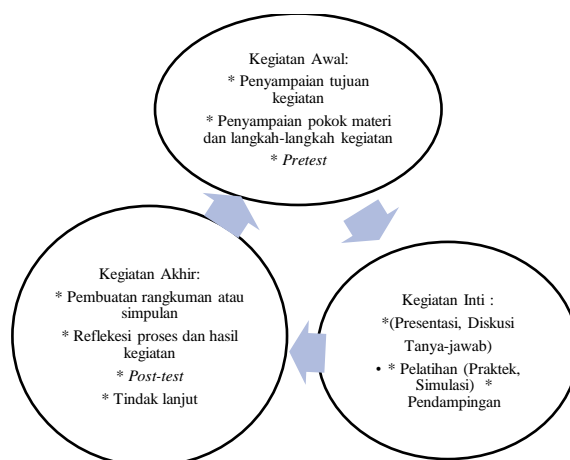 Kegiatan Awal:
* Penyampaian tujuan
kegiatan
* Penyampaian pokok materi
dan langkah-langkah kegiatan
* Pretest
Kegiatan Inti :
*(Presentasi, Diskusi
Tanya-jawab)
• * Pelatihan (Praktek,
Simulasi) *
Pendampingan
Kegiatan Akhir:
* Pembuatan rangkuman atau
simpulan
* Reflekesi proses dan hasil
kegiatan
* Post-test
* Tindak lanjut